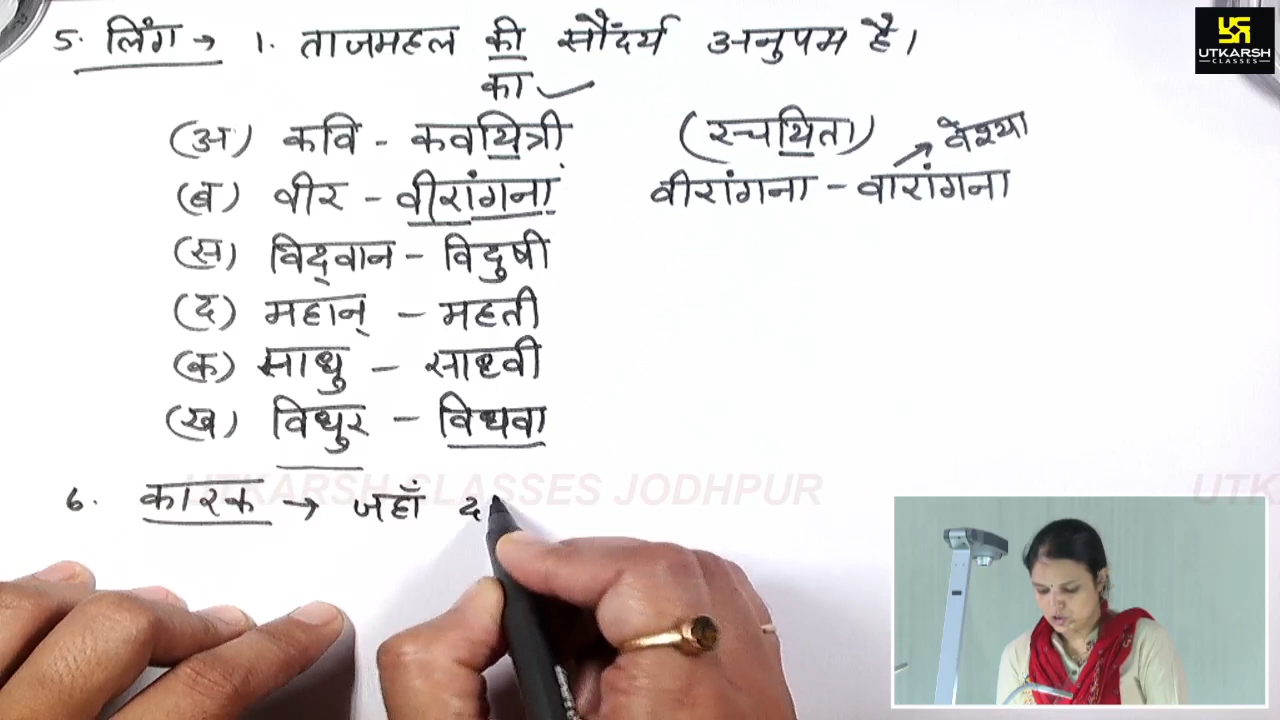 5. लिंग → 1. ताजमहल की सौंदर्य अनुपम है।
का ✓
(अ) कवि - कवयित्री (रचयिता) वेश्या
(ब) वीर - वीरांगना वीरांगना - वारांगना
(स) विद्वान - विदुषी
(द) महान् - महती
(क) साधु - साध्वी
(ख) विधुर - विधवा
6. कारक → जहाँ द
UTKARSH CLASSES JODHPUR UTK
UTKARSH
CLASSES